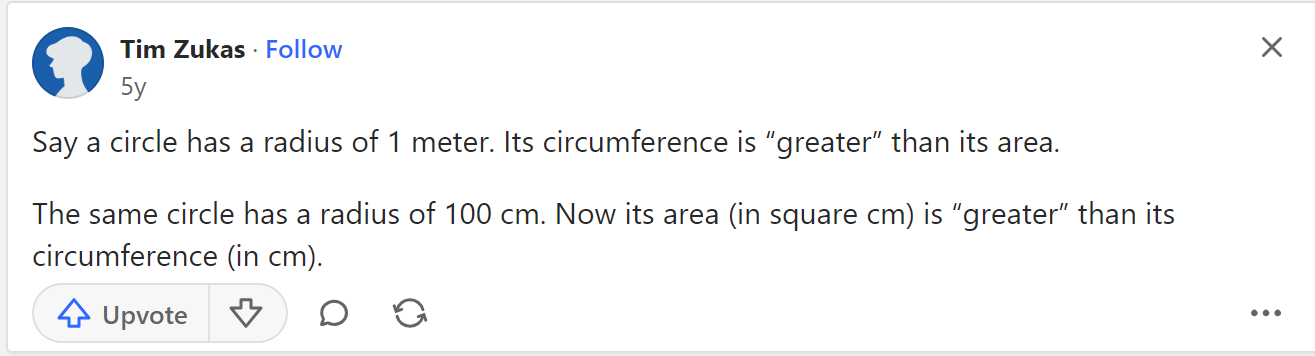 Tim Zukas · Follow
5y
Say a circle has a radius of 1 meter. Its circumference is “greater” than its area.
The same circle has a radius of 100 cm. Now its area (in square cm) is “greater” than its
circumference (in cm).
Upvote